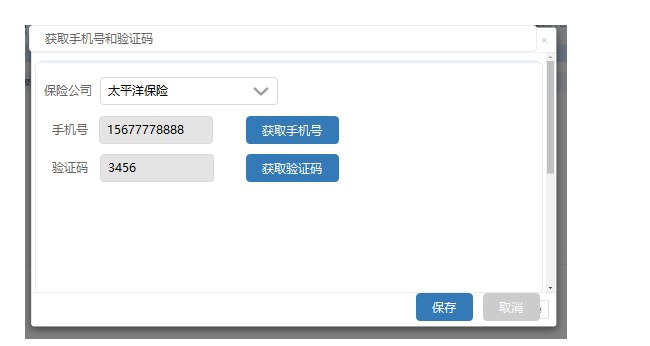 获取手机号和验证码
×
保险公司 太平洋保险
手机号 15677778888 获取手机号
验证码 3456 获取验证码
保存 取消